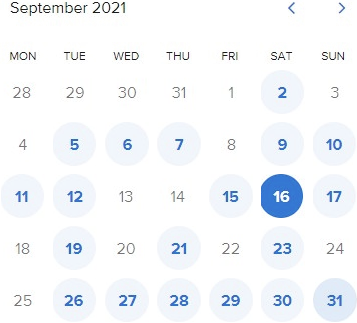 September 2021
MON TUE WED THU FRI SAT SUN
28 29 30 31 1 2 3
4 5 6 7 8 9 10
11 12 13 14 15 16 17
18 19 20 21 22 23 24
25 26 27 28 29 30 31